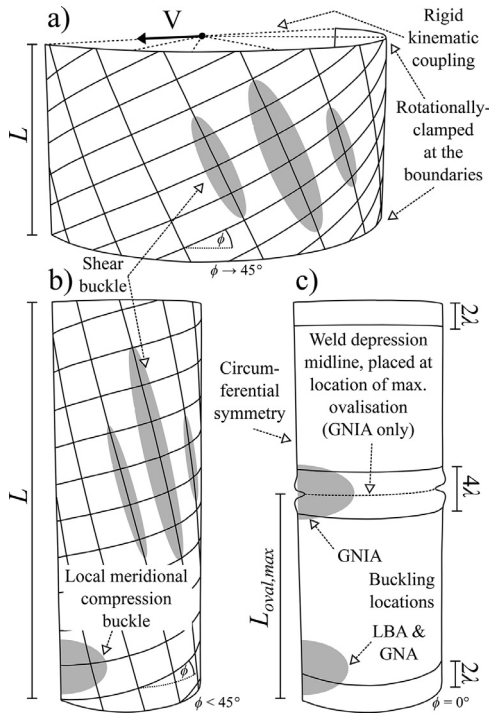 a)
V
Rigid
kinematic
coupling
L
Rotationally-
clamped
at the
boundaries
ϕ
ϕ → 45°
Shear
buckle
b)
L
Local meridional
compression
buckle
ϕ
ϕ < 45°
c)
2λ
Weld depression
midline, placed at
location of max.
ovalisation
(GNIA only)
Circum-
ferential
symmetry
4λ
GNIA
Buckling
locations
L_oval,max
LBA &
GNA
2λ
ϕ = 0°